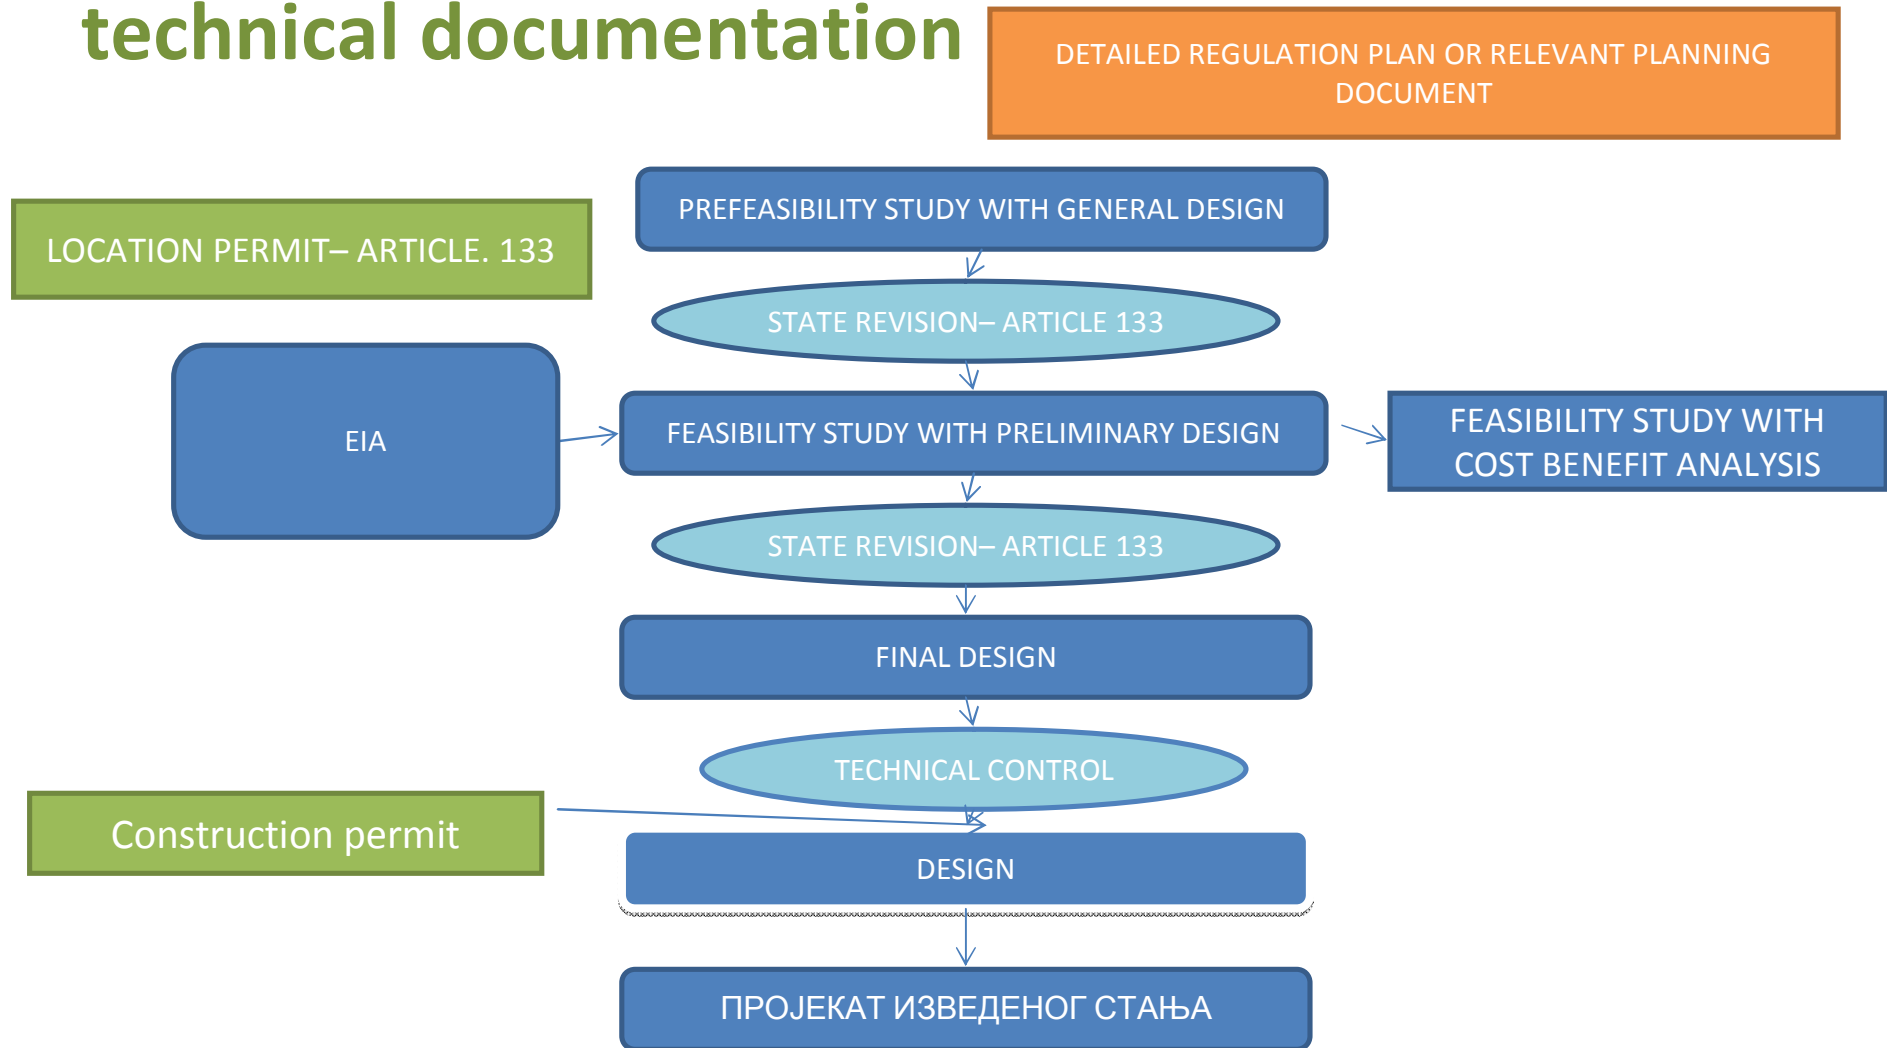 technical documentation
DETAILED REGULATION PLAN OR RELEVANT PLANNING
DOCUMENT
PREFEASIBILITY STUDY WITH GENERAL DESIGN
LOCATION PERMIT– ARTICLE. 133
STATE REVISION– ARTICLE 133
EIA
FEASIBILITY STUDY WITH PRELIMINARY DESIGN
FEASIBILITY STUDY WITH
COST BENEFIT ANALYSIS
STATE REVISION– ARTICLE 133
FINAL DESIGN
TECHNICAL CONTROL
Construction permit
DESIGN
ПРОЈЕКАТ ИЗВЕДЕНОГ СТАЊА